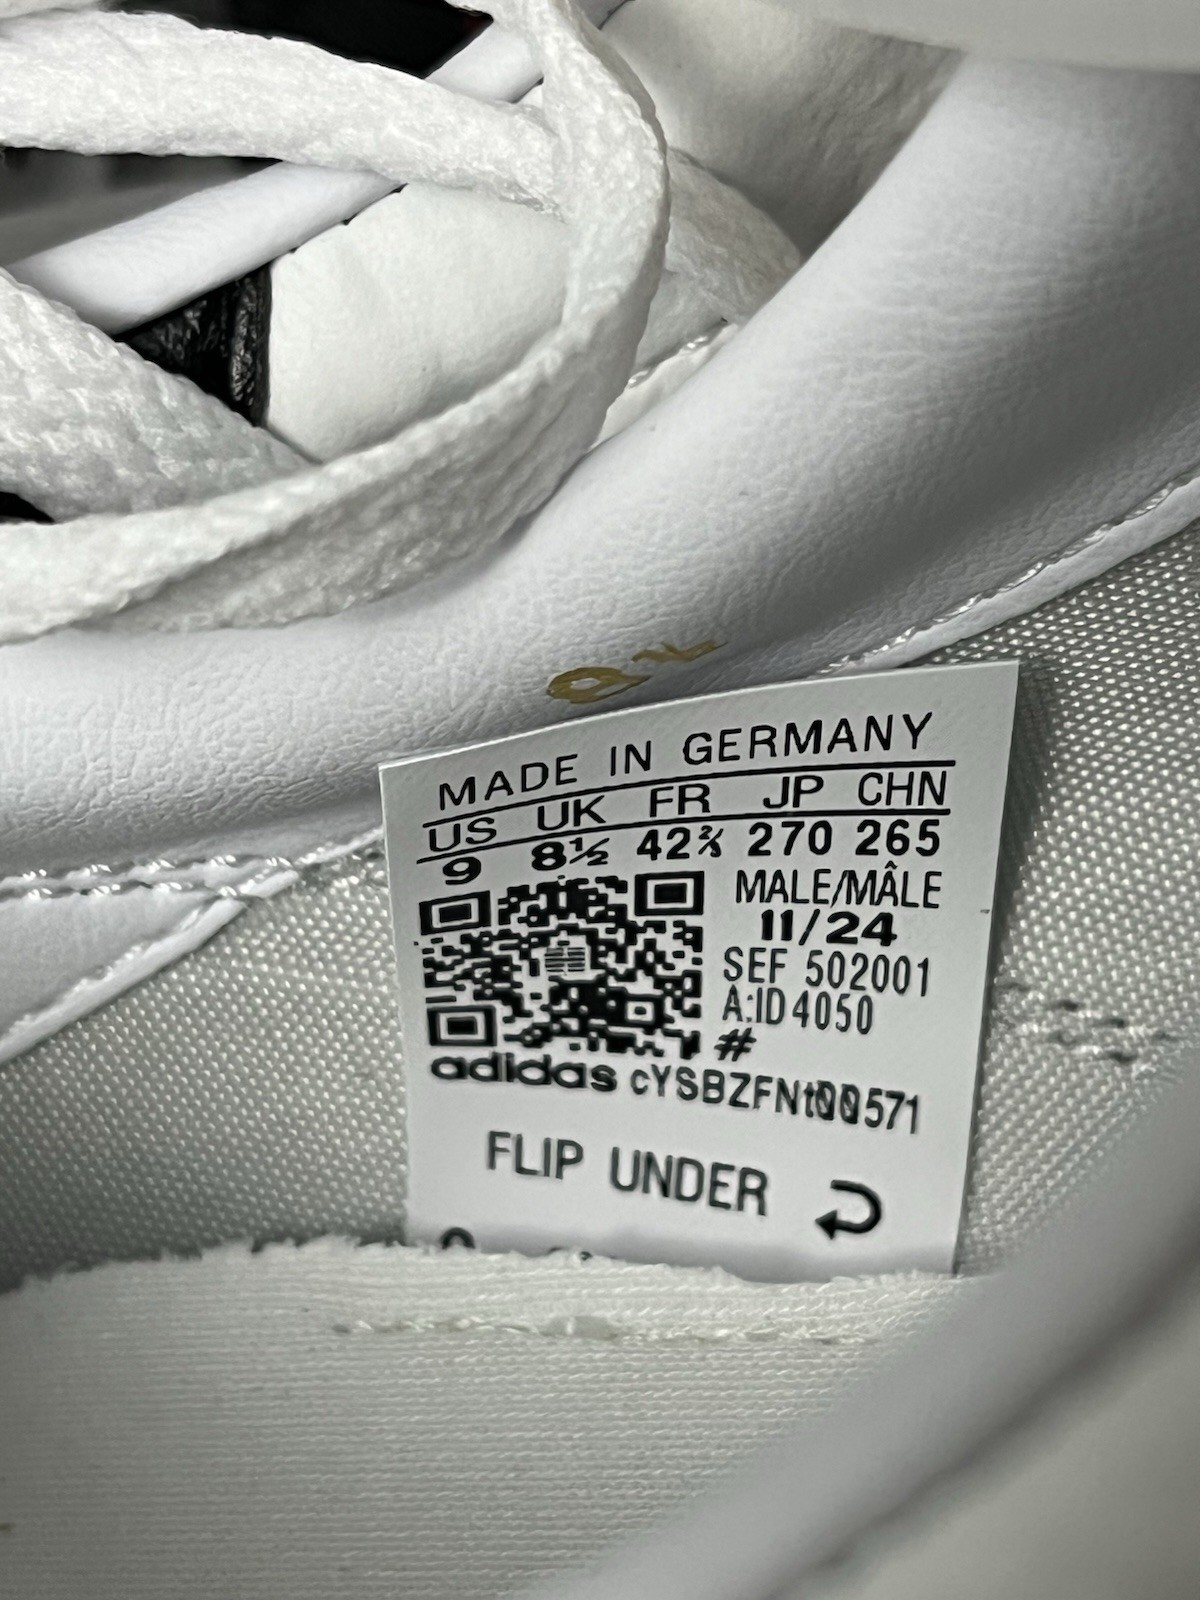 MADE IN GERMANY
US UK FR JP CHN
9 8½ 42⅔ 270 265
MALE/MÂLE
11/24
SEF 502001
A:ID4050
#
adidas cYSBZFNt00571
FLIP UNDER